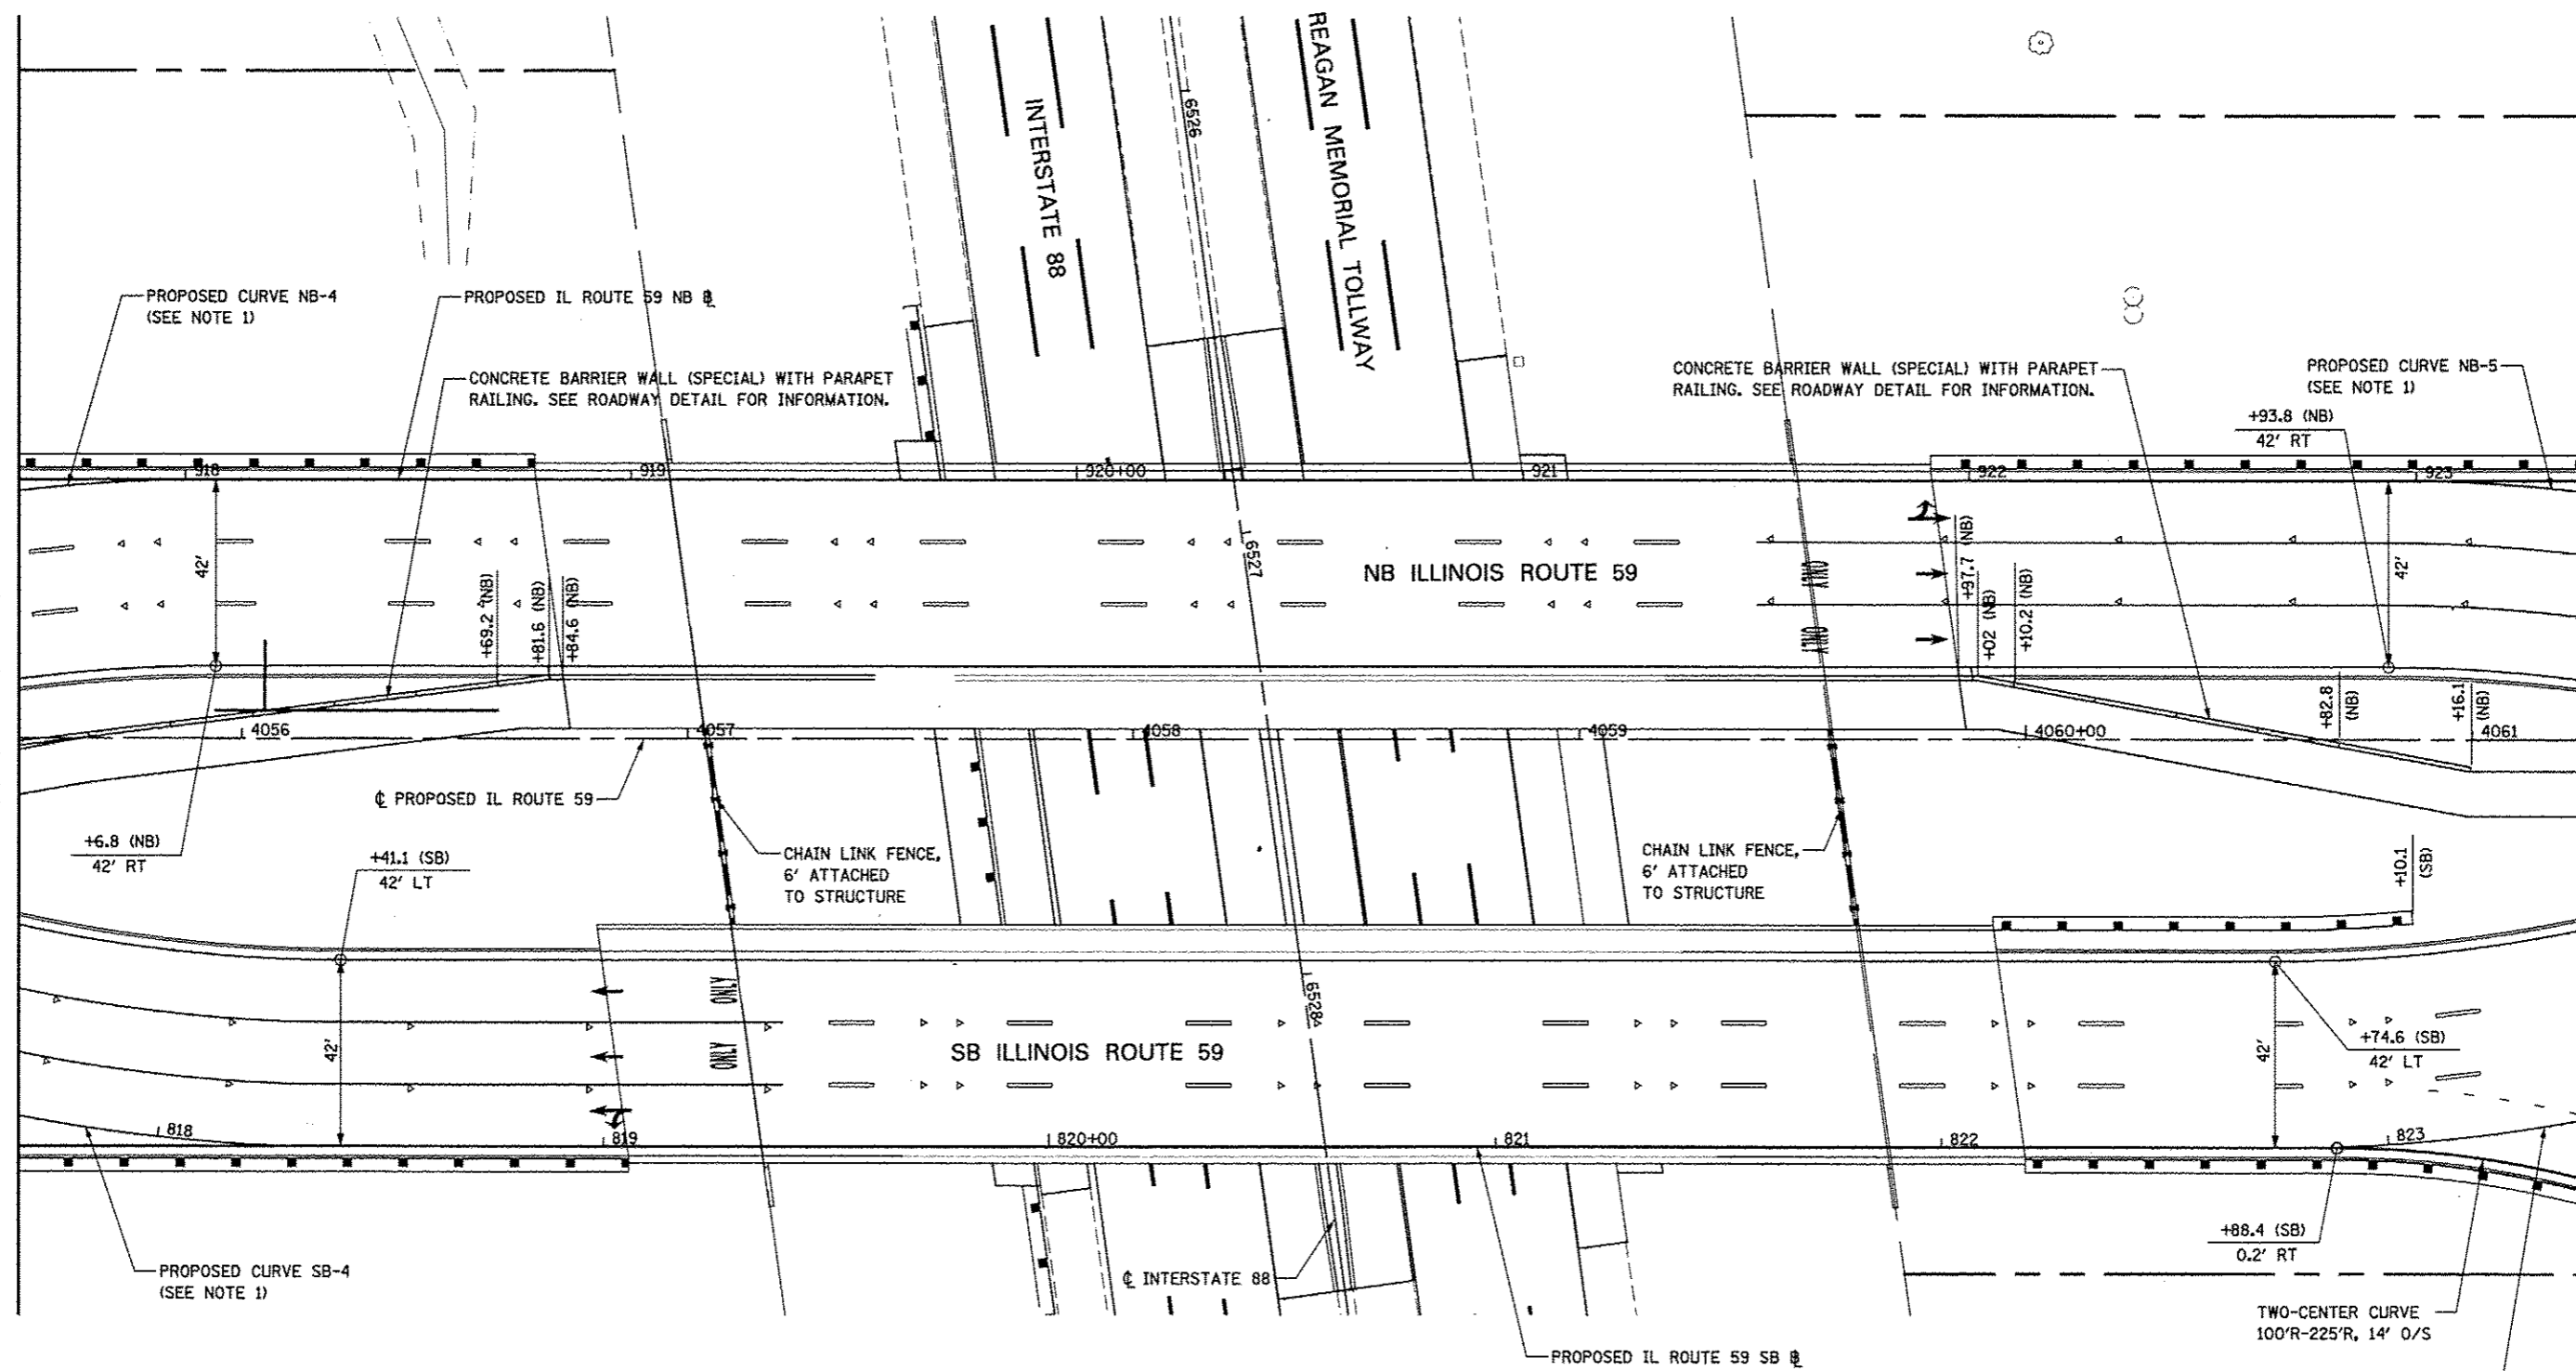 REAGAN MEMORIAL TOLLWAY
INTERSTATE 88
6526
PROPOSED CURVE NB-4
(SEE NOTE 1)
PROPOSED IL ROUTE 59 NB ℄
CONCRETE BARRIER WALL (SPECIAL) WITH PARAPET
RAILING. SEE ROADWAY DETAIL FOR INFORMATION.
CONCRETE BARRIER WALL (SPECIAL) WITH PARAPET
RAILING. SEE ROADWAY DETAIL FOR INFORMATION.
PROPOSED CURVE NB-5
(SEE NOTE 1)
+93.8 (NB)
42' RT
918
919
920+00
921
922
923
42'
+69.2 (NB)
+81.6 (NB)
+84.6 (NB)
6527
NB ILLINOIS ROUTE 59
ONLY
ONLY
+97.7 (NB)
+02 (NB)
+10.2 (NB)
42'
+82.8
(NB)
+16.1
(NB)
4056
4057
4058
4059
4060+00
4061
℄ PROPOSED IL ROUTE 59
+6.8 (NB)
42' RT
+41.1 (SB)
42' LT
CHAIN LINK FENCE,
6' ATTACHED
TO STRUCTURE
CHAIN LINK FENCE,
6' ATTACHED
TO STRUCTURE
+10.1
(SB)
42'
ONLY
ONLY
6528
SB ILLINOIS ROUTE 59
42'
+74.6 (SB)
42' LT
818
819
820+00
821
822
823
PROPOSED CURVE SB-4
(SEE NOTE 1)
℄ INTERSTATE 88
+88.4 (SB)
0.2' RT
TWO-CENTER CURVE
100'R-225'R, 14' O/S
PROPOSED IL ROUTE 59 SB ℄